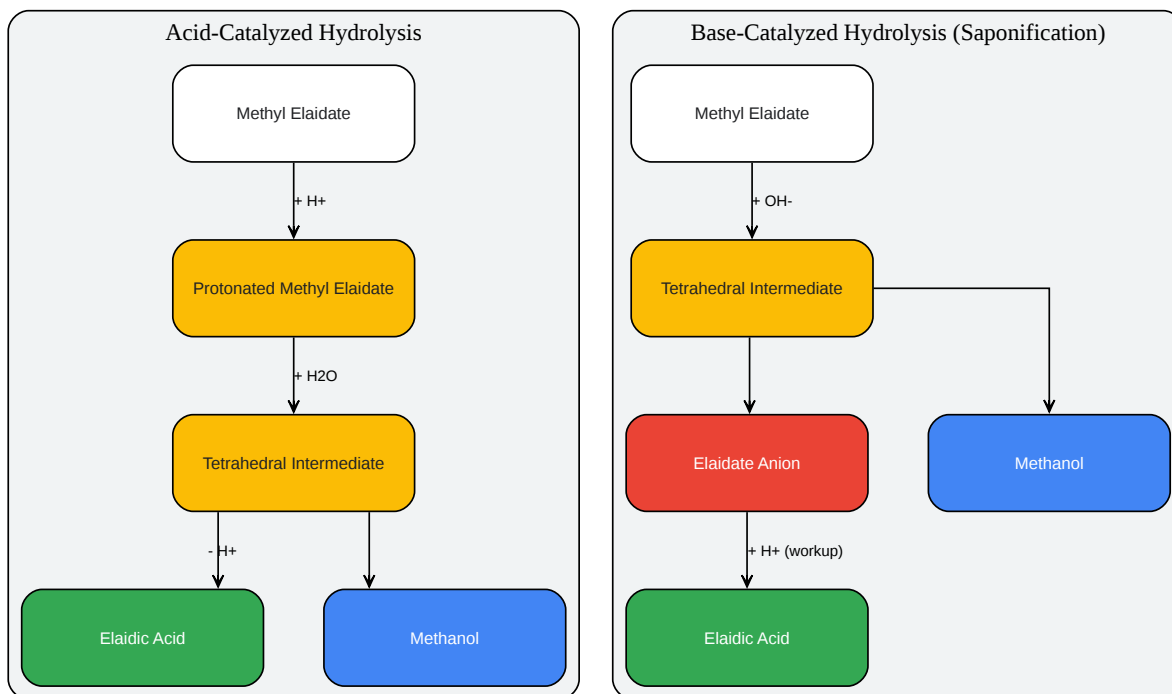 Acid-Catalyzed Hydrolysis
Methyl Elaidate
+ H+
Protonated Methyl Elaidate
+ H2O
Tetrahedral Intermediate
- H+
Elaidic Acid
Methanol
Base-Catalyzed Hydrolysis (Saponification)
Methyl Elaidate
+ OH-
Tetrahedral Intermediate
Elaidate Anion
Methanol
+ H+ (workup)
Elaidic Acid